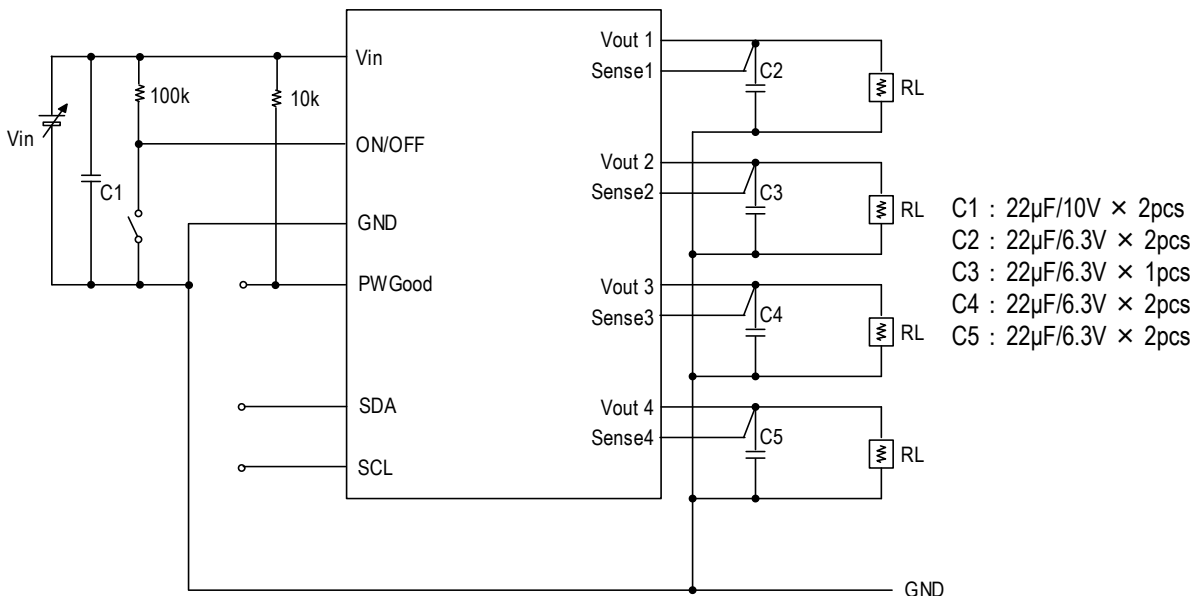 Vin
C1
100k
10k
Vin
ON/OFF
GND
PWGood
SDA
SCL
Vout 1
Sense1
C2
RL
Vout 2
Sense2
C3
RL
Vout 3
Sense3
C4
RL
Vout 4
Sense4
C5
RL
GND
C1 : 22µF/10V × 2pcs
C2 : 22µF/6.3V × 2pcs
C3 : 22µF/6.3V × 1pcs
C4 : 22µF/6.3V × 2pcs
C5 : 22µF/6.3V × 2pcs